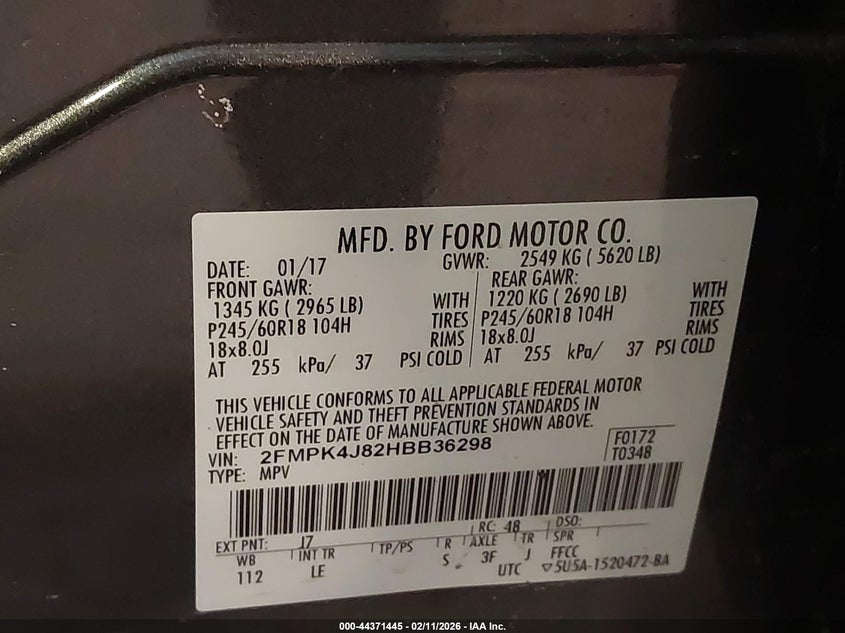 MFD. BY FORD MOTOR CO.
DATE: 01/17 GVWR: 2549 KG ( 5620 LB)
FRONT GAWR: REAR GAWR:
1345 KG ( 2965 LB) WITH 1220 KG ( 2690 LB) WITH
P245/60R18 104H TIRES P245/60R18 104H TIRES
18x8.0J RIMS 18x8.0J RIMS
AT 255 kPa/ 37 PSI COLD AT 255 kPa/ 37 PSI COLD
THIS VEHICLE CONFORMS TO ALL APPLICABLE FEDERAL MOTOR
VEHICLE SAFETY AND THEFT PREVENTION STANDARDS IN
EFFECT ON THE DATE OF MANUFACTURE SHOWN ABOVE.
VIN: 2FMPK4J82HBB36298 F0172
TYPE: MPV T0348
EXT PNT: J7 RC: 48 DSO:
WB INT TR TP/PS R AXLE TR SPR
112 LE S 3F J FFCC
UTC ▽5U5A-1520472-BA
000-44371445 - 02/11/2026 - IAA Inc.